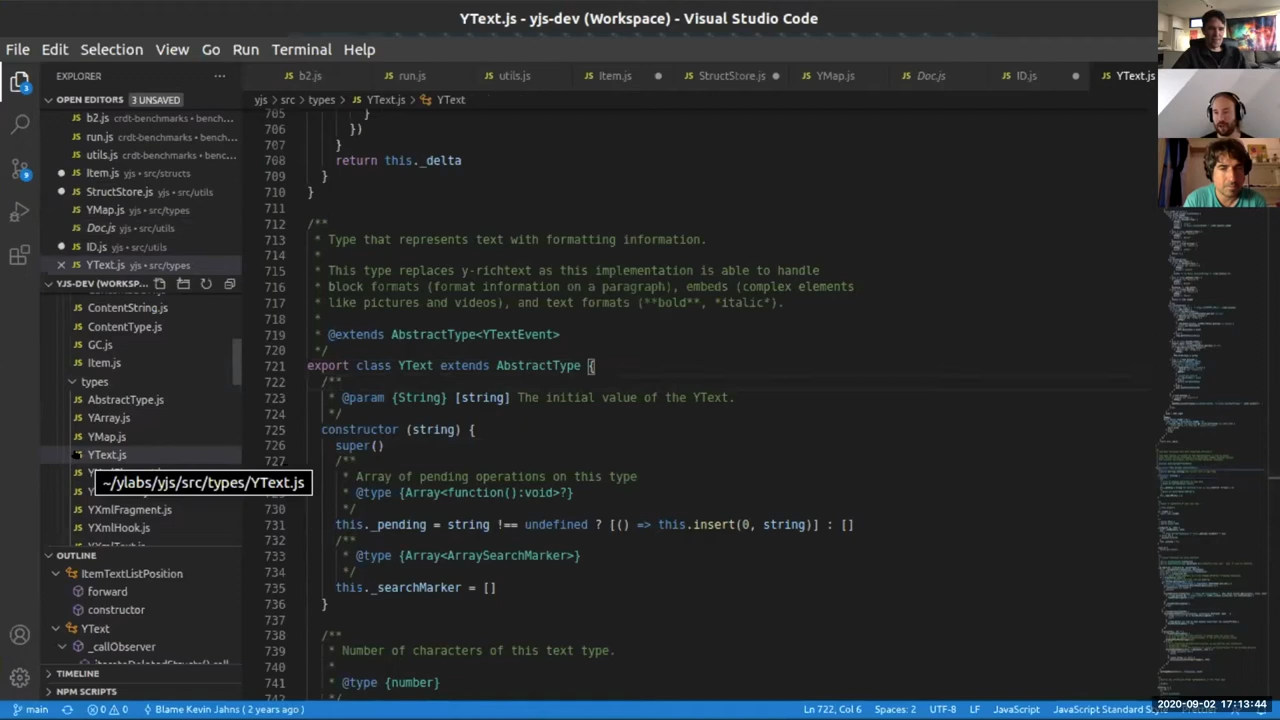 YText.js - yjs-dev (Workspace) - Visual Studio Code
File Edit Selection View Go Run Terminal Help
EXPLORER ···
b2.js run.js utils.js Item.js StructStore.js YMap.js Doc.js ID.js YText.js
OPEN EDITORS 3 UNSAVED
yjs > src > types > YText.js > YText
b2.js crdt-benchmarks • bench...
run.js crdt-benchmarks • benc...
utils.js crdt-benchmarks • bec...
Item.js yjs • src/structs
StructStore.js yjs • src/utils
YMap.js yjs • src/types
Doc.js yjs • src/utils
ID.js yjs • src/utils
YText.js yjs • src/types
YJS-DEV (WORKSP...
ContentType.js
GC.js
Item.js
types
AbstractType.js
YArray.js
YMap.js
YText.js
~/ylabs/yjs/src/types/YText.js
YXmlHook.js
OUTLINE
ItemTextListPosition
forward
constructor
YText
_callObserver
TIMELINE
NPM SCRIPTS
705 }
706 })
707 }
708 return this._delta
709 }
710 }
711
712 /**
713 * Type that represents text with formatting information.
714 *
715 * This type replaces y-richtext as this implementation is able to handle
716 * block formats (format information on a paragraph), embeds (complex elements
717 * like pictures and videos), and text formats (**bold**, *italic*).
718 *
719 * @extends AbstractType<YTextEvent>
720 */
721 export class YText extends AbstractType {
722 /**
723 * @param {String} [string] The initial value of the YText.
724 */
725 constructor (string) {
726 super()
727 /**
* Array of pending operations on this type
* @type {Array<function():void>?}
730 */
731 this._pending = string !== undefined ? [() => this.insert(0, string)] : []
732 /**
733 * @type {Array<ArraySearchMarker>}
734 */
735 this._searchMarker = []
736 }
737
738 /**
739 * Number of characters of this text type.
740 *
741 * @type {number}
742
main 0 0 Blame Kevin Jahns ( 2 years ago )
Ln 722, Col 6 Spaces: 2 UTF-8 LF JavaScript JavaScript Standard Style
2020-09-02 17:13:44